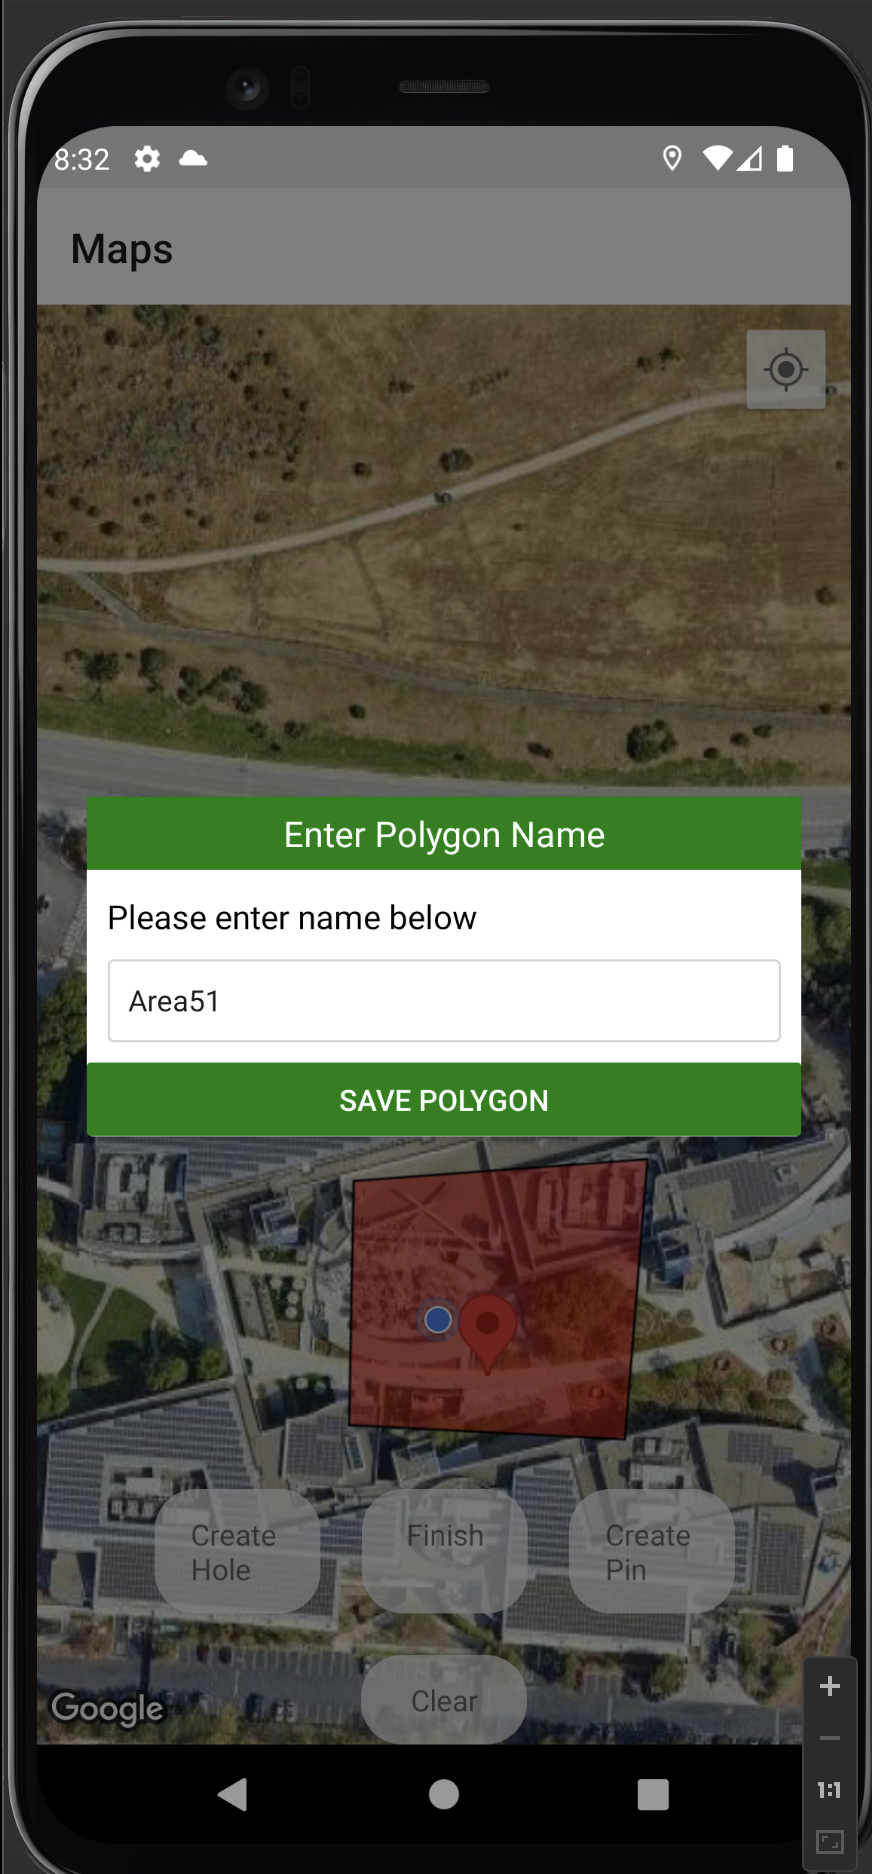 8:32
Maps
Enter Polygon Name
Please enter name below
Area51
SAVE POLYGON
Create
Hole
Finish
Create
Pin
Clear
Google
1:1